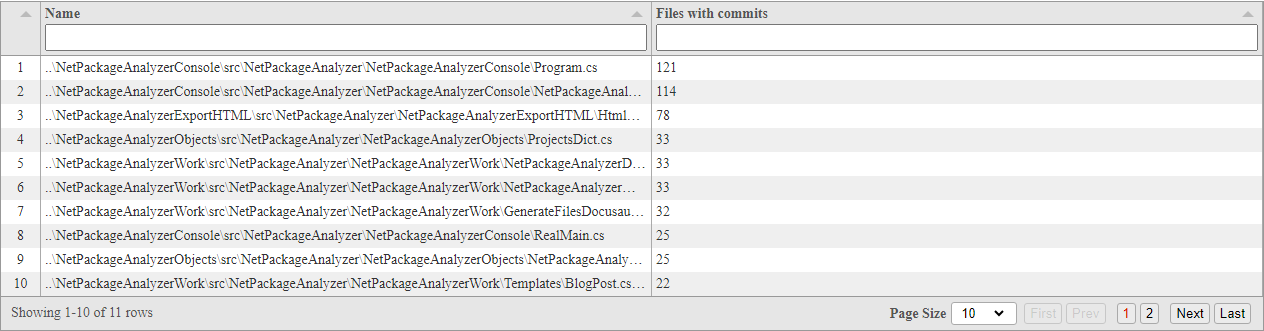 Name Files with commits
1 ..\NetPackageAnalyzerConsole\src\NetPackageAnalyzer\NetPackageAnalyzerConsole\Program.cs 121
2 ..\NetPackageAnalyzerConsole\src\NetPackageAnalyzer\NetPackageAnalyzerConsole\NetPackageAnal... 114
3 ..\NetPackageAnalyzerExportHTML\src\NetPackageAnalyzer\NetPackageAnalyzerExportHTML\Html... 78
4 ..\NetPackageAnalyzerObjects\src\NetPackageAnalyzer\NetPackageAnalyzerObjects\ProjectsDict.cs 33
5 ..\NetPackageAnalyzerWork\src\NetPackageAnalyzer\NetPackageAnalyzerWork\NetPackageAnalyzerD... 33
6 ..\NetPackageAnalyzerWork\src\NetPackageAnalyzer\NetPackageAnalyzerWork\NetPackageAnalyzer... 33
7 ..\NetPackageAnalyzerWork\src\NetPackageAnalyzer\NetPackageAnalyzerWork\GenerateFilesDocusau... 32
8 ..\NetPackageAnalyzerConsole\src\NetPackageAnalyzer\NetPackageAnalyzerConsole\RealMain.cs 25
9 ..\NetPackageAnalyzerObjects\src\NetPackageAnalyzer\NetPackageAnalyzerObjects\NetPackageAnaly... 25
10 ..\NetPackageAnalyzerWork\src\NetPackageAnalyzer\NetPackageAnalyzerWork\Templates\BlogPost.cs... 22
Showing 1-10 of 11 rows Page Size 10 First Prev 1 2 Next Last